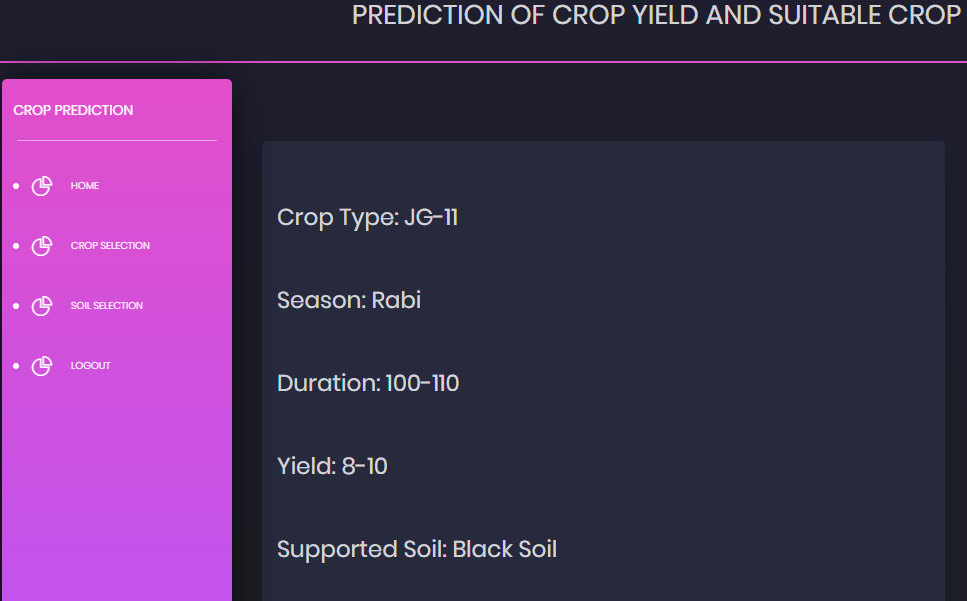 PREDICTION OF CROP YIELD AND SUITABLE CROP
CROP PREDICTION
HOME
CROP SELECTION
SOIL SELECTION
LOGOUT
Crop Type: JG-11
Season: Rabi
Duration: 100-110
Yield: 8-10
Supported Soil: Black Soil